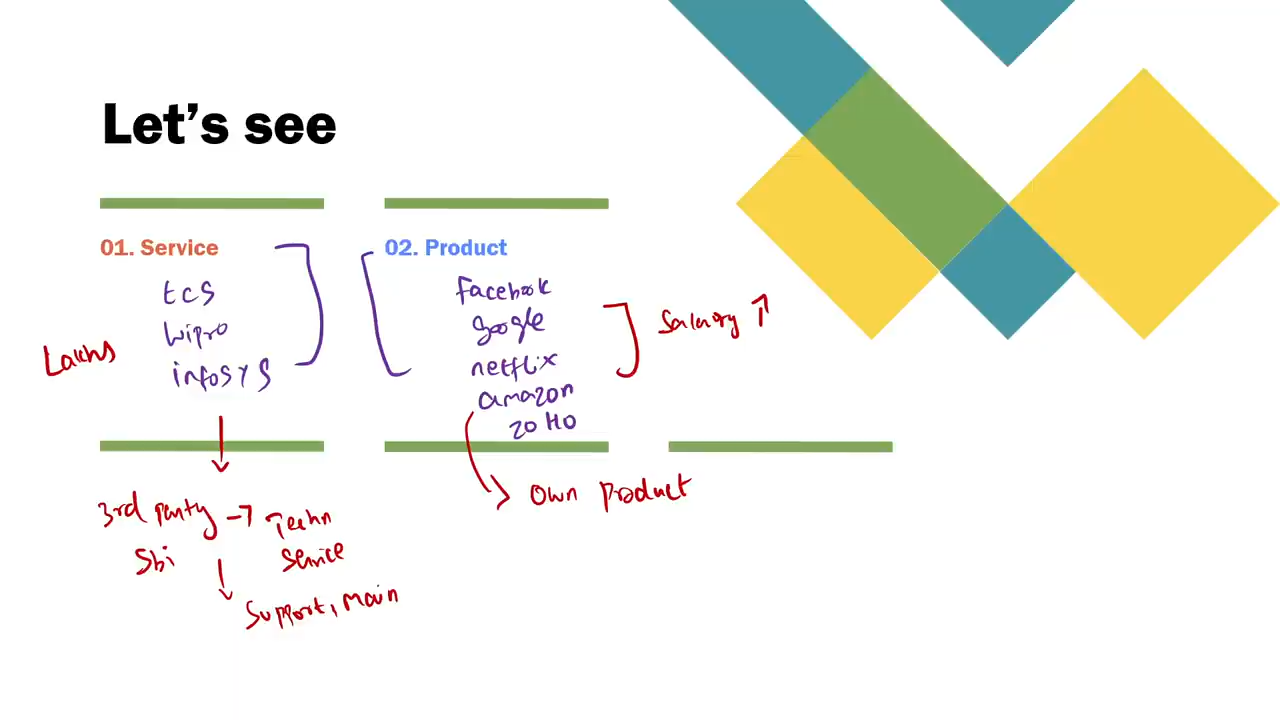 Let's see
01. Service
tcs
wipro
infosys
Lakhs
3rd party → Techn
Service
Sbi
Support, Main
02. Product
facebook
google
netflix
amazon
ZOHO
Salary ↑
Own product